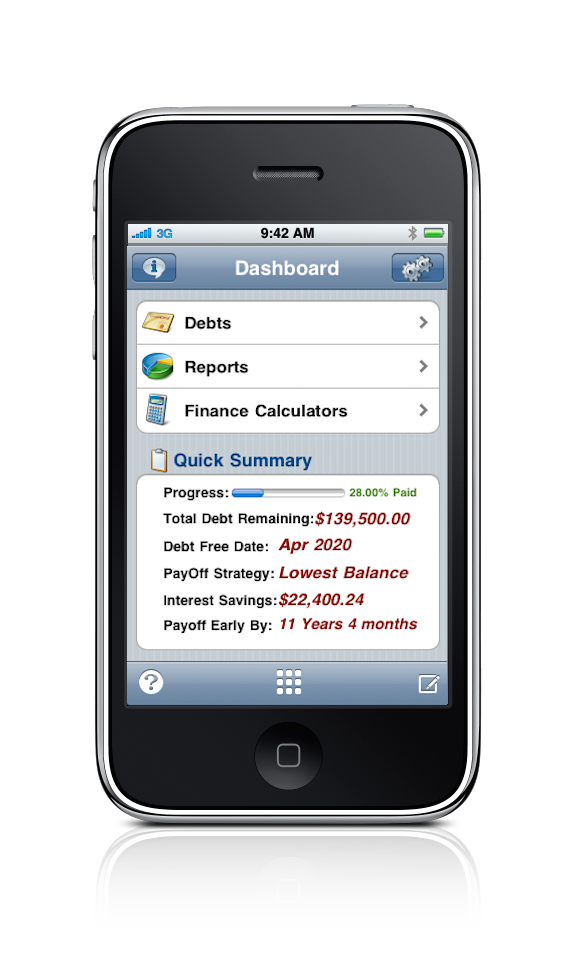 3G 9:42 AM
Dashboard
Debts
Reports
Finance Calculators
Quick Summary
Progress: 28.00% Paid
Total Debt Remaining: $139,500.00
Debt Free Date: Apr 2020
PayOff Strategy: Lowest Balance
Interest Savings: $22,400.24
Payoff Early By: 11 Years 4 months
?